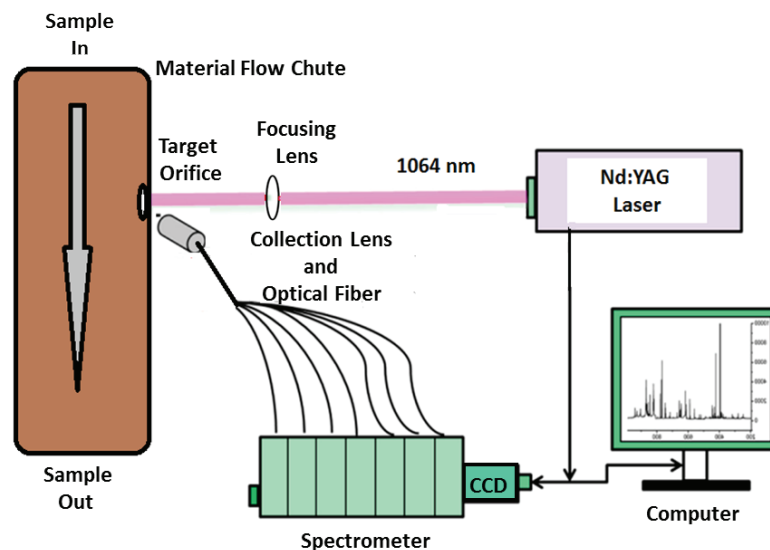 Sample
In
Material Flow Chute
Target
Orifice
Focusing
Lens
1064 nm
Nd:YAG
Laser
Collection Lens
and
Optical Fiber
Sample
Out
CCD
Spectrometer
Computer